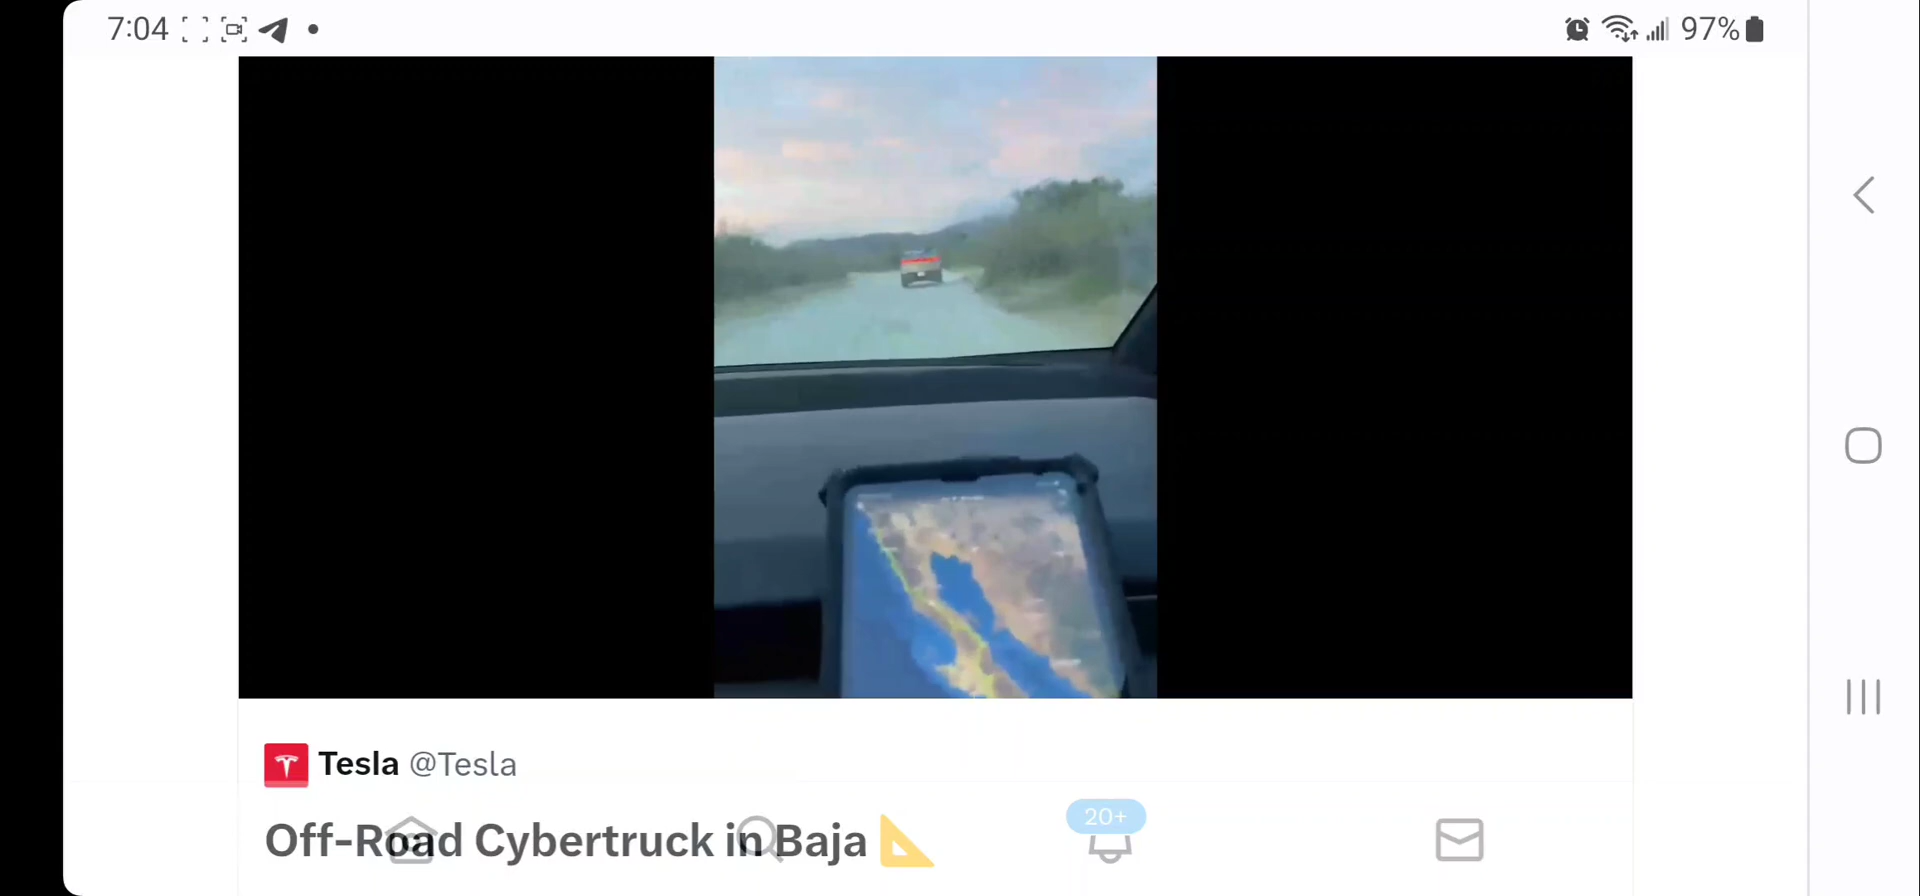 7:04
97%
Tesla @Tesla
Off-Road Cybertruck in Baja 📐
20+